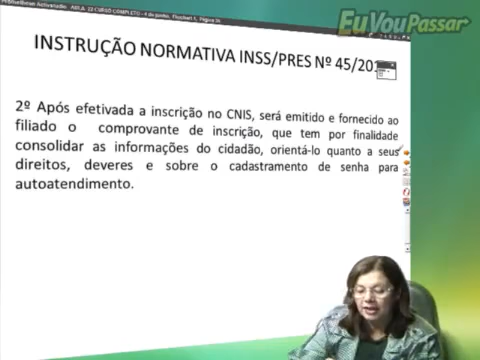 EuVouPassar
INSTRUÇÃO NORMATIVA INSS/PRES Nº 45/20
2º Após efetivada a inscrição no CNIS, será emitido e fornecido ao
filiado o comprovante de inscrição, que tem por finalidade
consolidar as informações do cidadão, orientá-lo quanto a seus
direitos, deveres e sobre o cadastramento de senha para
autoatendimento.